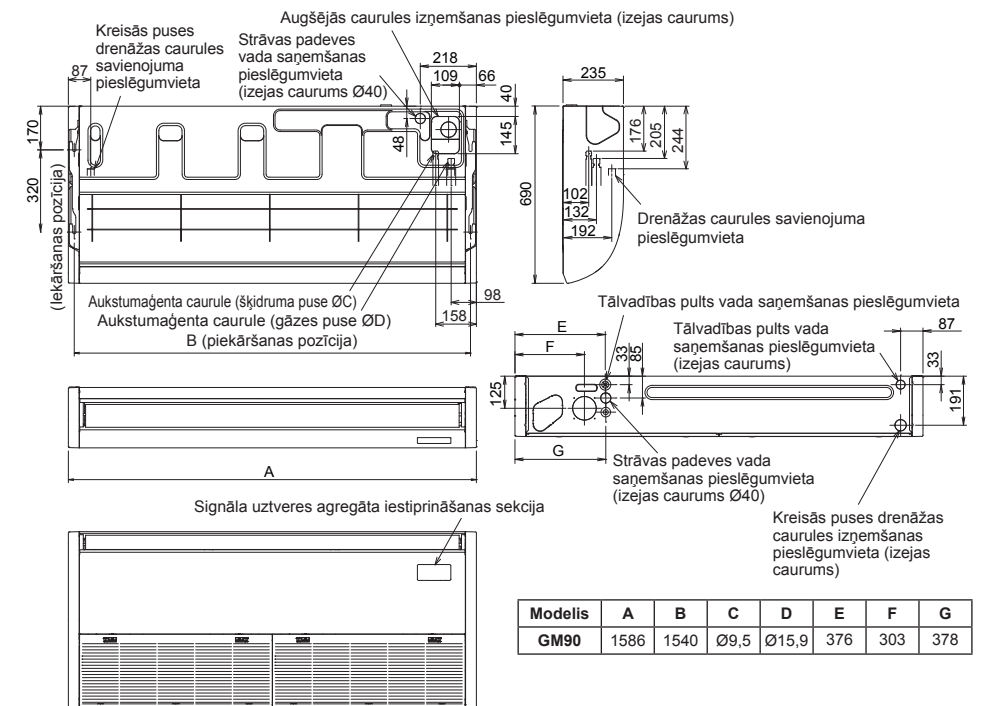 Augšējās caurules izņemšanas pieslēgumvieta (izejas caurums)
Kreisās puses
drenāžas caurules
savienojuma
pieslēgumvieta
Strāvas padeves
vada saņemšanas
pieslēgumvieta
(izejas caurums Ø40)
87
218
109
66
40
145
48
170
320
(Iekāršanas pozīcija)
Aukstumaģenta caurule (šķidruma puse ØC)
Aukstumaģenta caurule (gāzes puse ØD)
B (piekāršanas pozīcija)
98
158
235
690
176
205
244
102
132
192
Drenāžas caurules savienojuma
pieslēgumvieta
A
Tālvadības pults vada saņemšanas pieslēgumvieta
Tālvadības pults vada
saņemšanas pieslēgumvieta
(izejas caurums)
E
F
33
85
125
G
87
33
191
Strāvas padeves vada
saņemšanas pieslēgumvieta
(izejas caurums Ø40)
Kreisās puses drenāžas
caurules izņemšanas
pieslēgumvieta (izejas
caurums)
Signāla uztveres agregāta iestiprināšanas sekcija
Modelis A B C D E F G
GM90 1586 1540 Ø9,5 Ø15,9 376 303 378